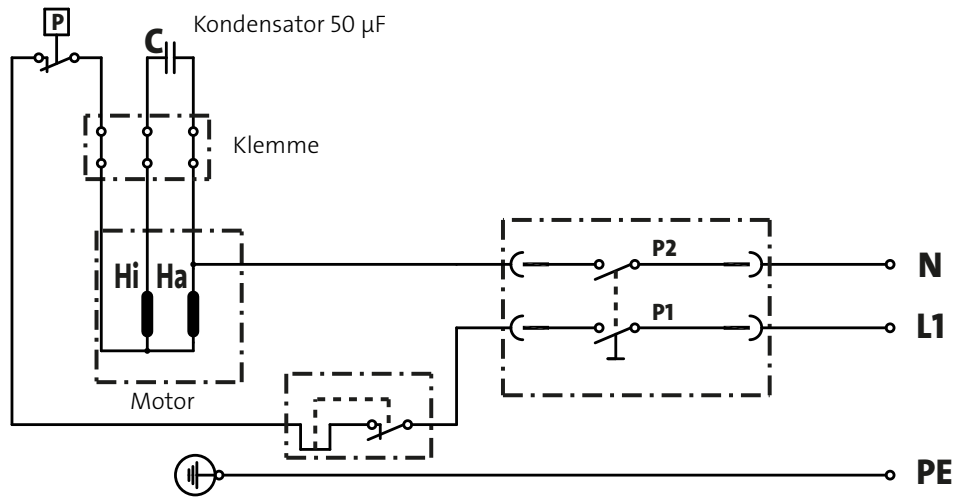 P
C
Kondensator 50 µF
Klemme
Hi
Ha
Motor
P2
P1
N
L1
PE